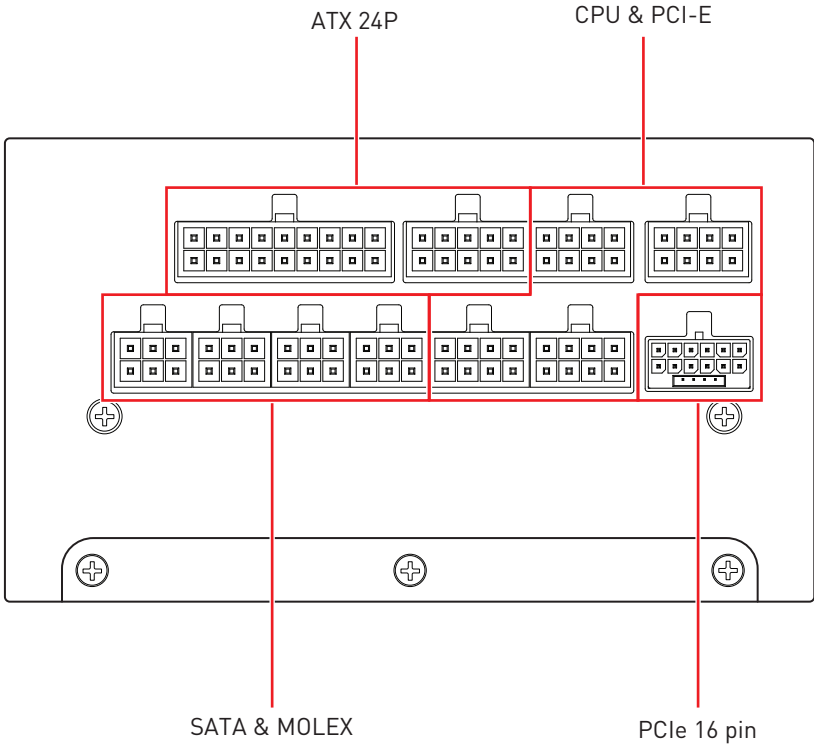 ATX 24P
CPU & PCI-E
SATA & MOLEX
PCIe 16 pin